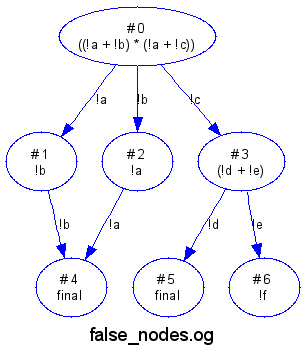 #0
((!a + !b) * (!a + !c))
!a
!b
!c
#1
!b
#2
!a
#3
(!d + !e)
!b
!a
!d
!e
#4
final
#5
final
#6
!f
false_nodes.og